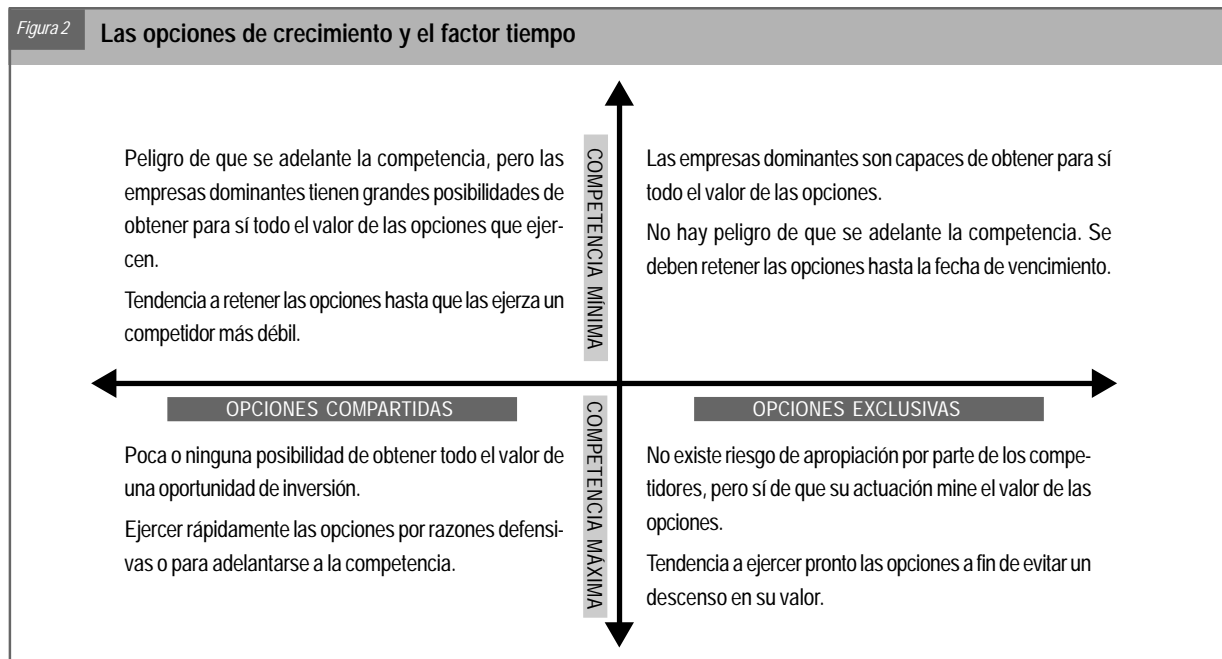 Figura 2
Las opciones de crecimiento y el factor tiempo
Peligro de que se adelante la competencia, pero las
empresas dominantes tienen grandes posibilidades de
obtener para sí todo el valor de las opciones que ejer-
cen.
Tendencia a retener las opciones hasta que las ejerza un
competidor más débil.
COMPETENCIA MÍNIMA
Las empresas dominantes son capaces de obtener para sí
todo el valor de las opciones.
No hay peligro de que se adelante la competencia. Se
deben retener las opciones hasta la fecha de vencimiento.
OPCIONES COMPARTIDAS
Poca o ninguna posibilidad de obtener todo el valor de
una oportunidad de inversión.
Ejercer rápidamente las opciones por razones defensi-
vas o para adelantarse a la competencia.
COMPETENCIA MÁXIMA
OPCIONES EXCLUSIVAS
No existe riesgo de apropiación por parte de los compe-
tidores, pero sí de que su actuación mine el valor de las
opciones.
Tendencia a ejercer pronto las opciones a fin de evitar un
descenso en su valor.